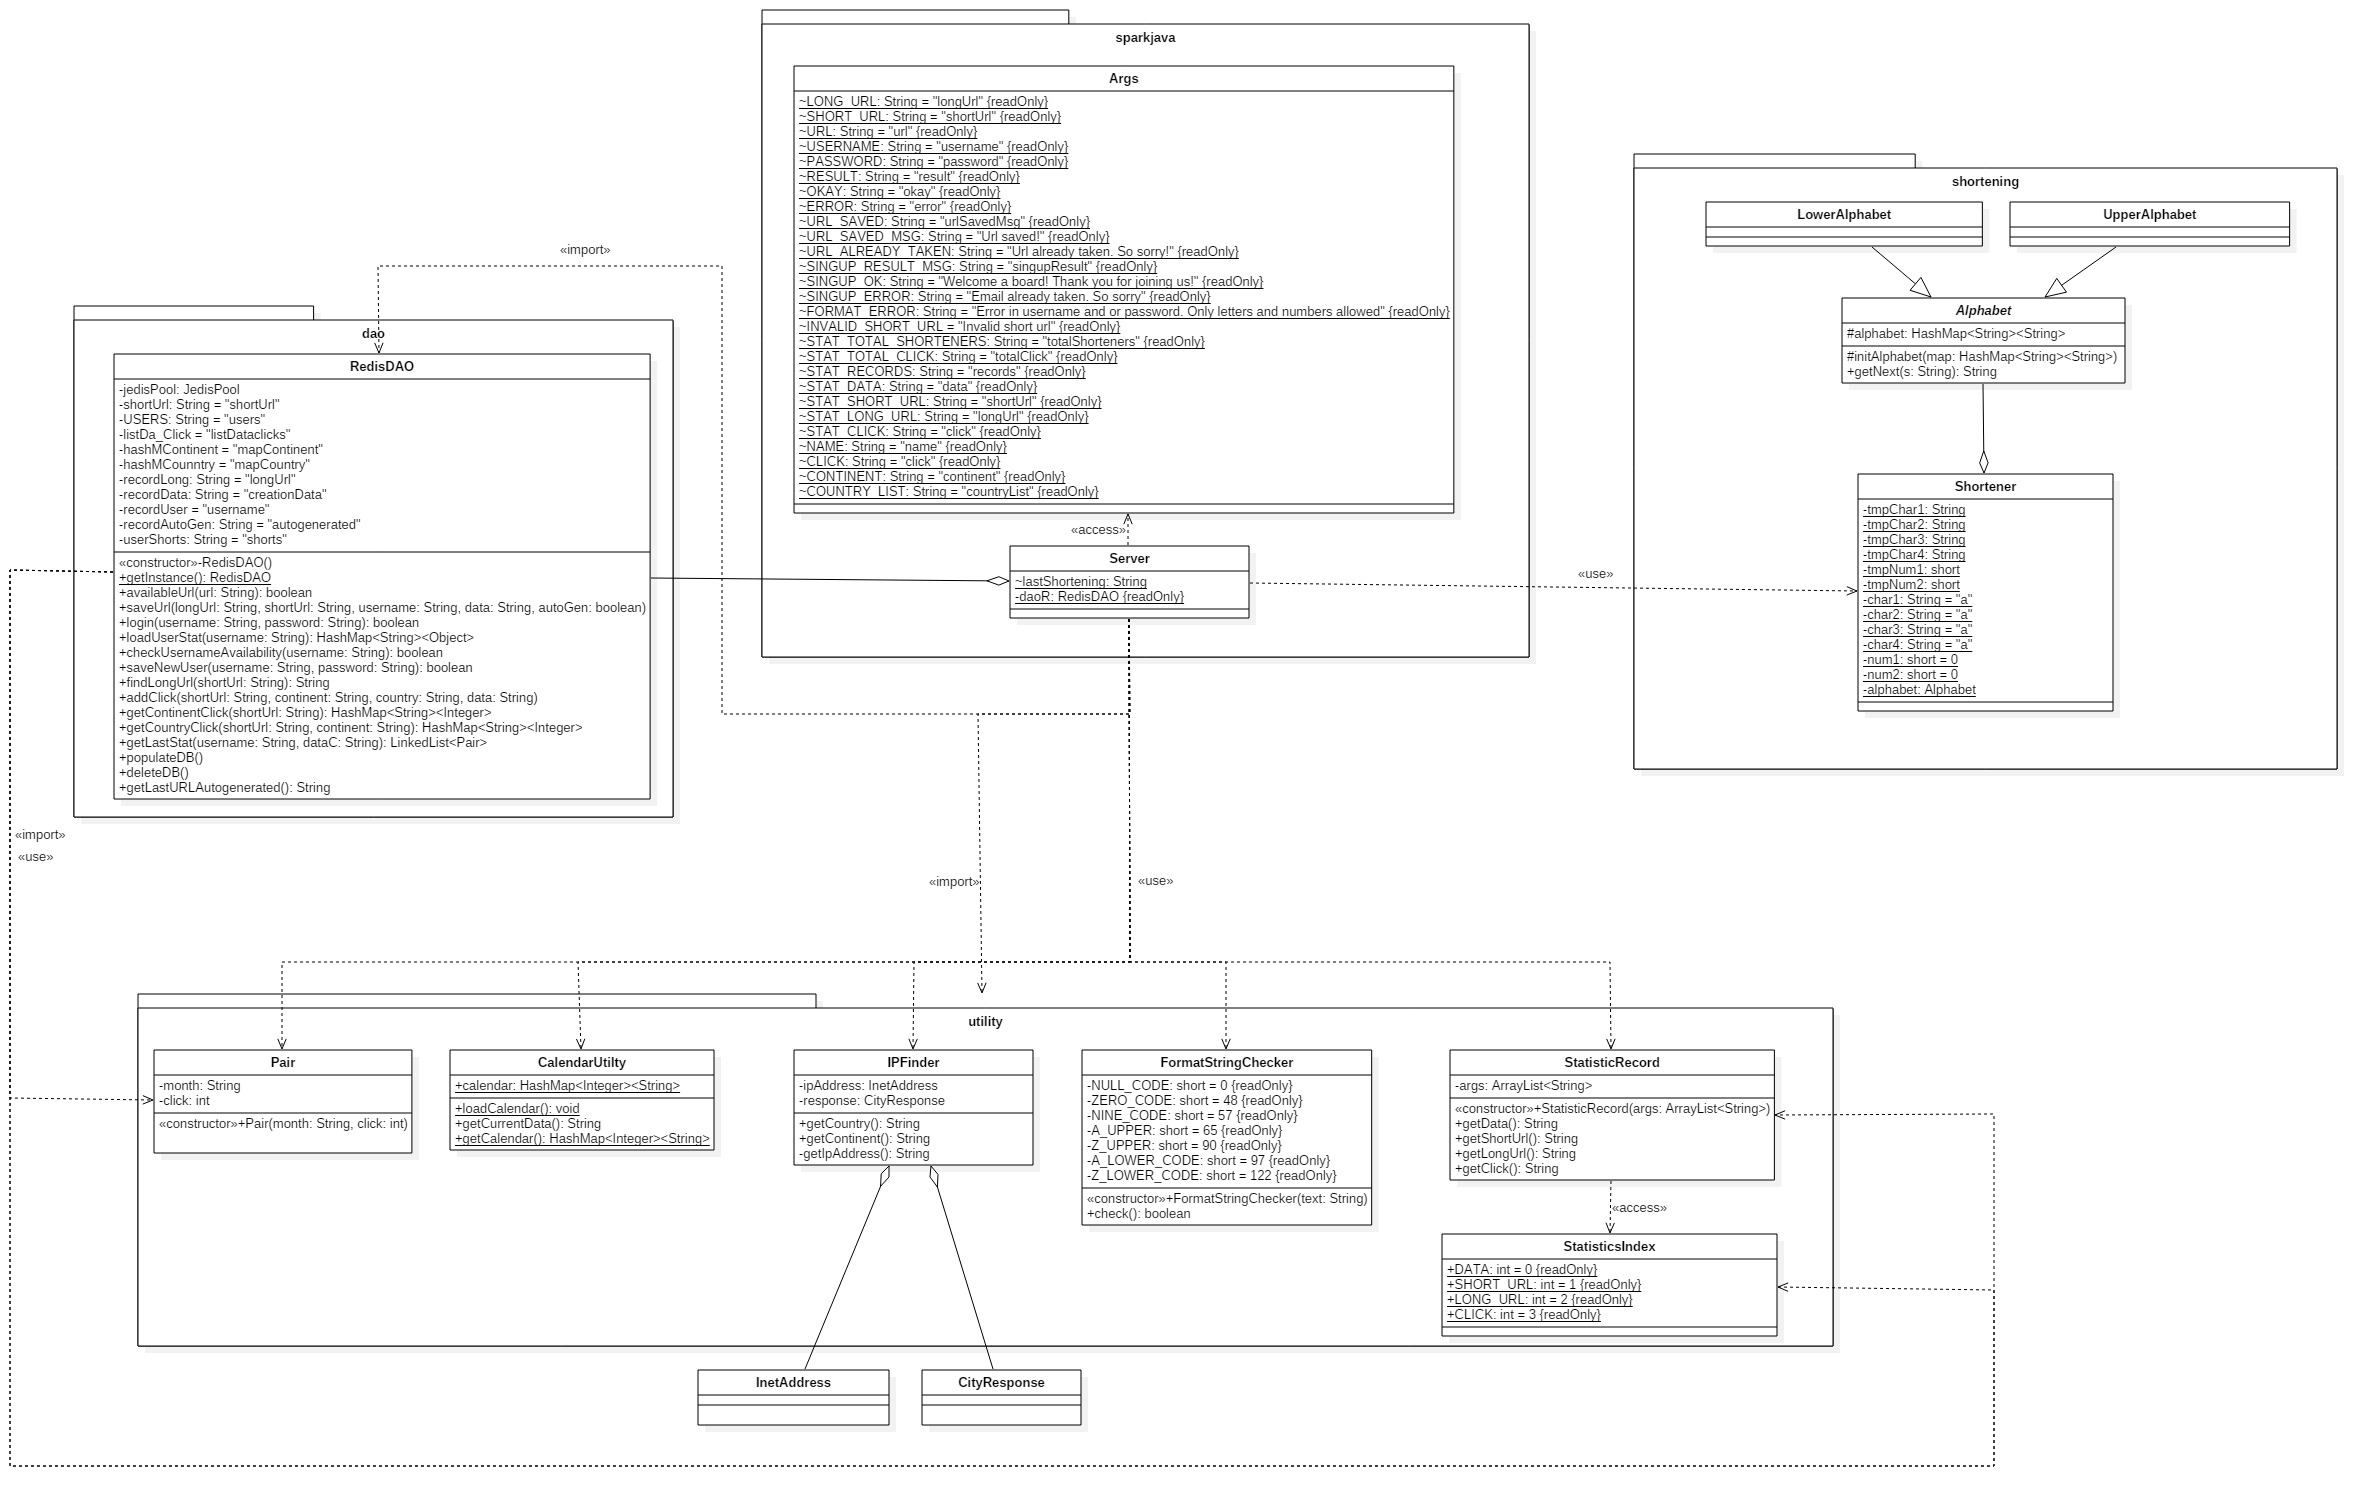 sparkjava
Args
~LONG_URL: String = "longUrl" {readOnly}
~SHORT_URL: String = "shortUrl" {readOnly}
~URL: String = "url" {readOnly}
~USERNAME: String = "username" {readOnly}
~PASSWORD: String = "password" {readOnly}
~RESULT: String = "result" {readOnly}
~OKAY: String = "okay" {readOnly}
~ERROR: String = "error" {readOnly}
~URL_SAVED: String = "urlSavedMsg" {readOnly}
~URL_SAVED_MSG: String = "Url saved!" {readOnly}
~URL_ALREADY_TAKEN: String = "Url already taken. So sorry!" {readOnly}
~SINGUP_RESULT_MSG: String = "singupResult" {readOnly}
~SINGUP_OK: String = "Welcome a board! Thank you for joining us!" {readOnly}
~SINGUP_ERROR: String = "Email already taken. So sorry" {readOnly}
~FORMAT_ERROR: String = "Error in username and or password. Only letters and numbers allowed" {readOnly}
~INVALID_SHORT_URL = "Invalid short url" {readOnly}
~STAT_TOTAL_SHORTENERS: String = "totalShorteners" {readOnly}
~STAT_TOTAL_CLICK: String = "totalClick" {readOnly}
~STAT_RECORDS: String = "records" {readOnly}
~STAT_DATA: String = "data" {readOnly}
~STAT_SHORT_URL: String = "shortUrl" {readOnly}
~STAT_LONG_URL: String = "longUrl" {readOnly}
~STAT_CLICK: String = "click" {readOnly}
~NAME: String = "name" {readOnly}
~CLICK: String = "click" {readOnly}
~CONTINENT: String = "continent" {readOnly}
~COUNTRY_LIST: String = "countryList" {readOnly}
«access»
Server
~lastShortening: String
-daoR: RedisDAO {readOnly}
«use»
shortening
LowerAlphabet
UpperAlphabet
Alphabet
#alphabet: HashMap<String><String>
#initAlphabet(map: HashMap<String><String>)
+getNext(s: String): String
Shortener
-tmpChar1: String
-tmpChar2: String
-tmpChar3: String
-tmpChar4: String
-tmpNum1: short
-tmpNum2: short
-char1: String = "a"
-char2: String = "a"
-char3: String = "a"
-char4: String = "a"
-num1: short = 0
-num2: short = 0
-alphabet: Alphabet
«import»
dao
RedisDAO
-jedisPool: JedisPool
-shortUrl: String = "shortUrl"
-USERS: String = "users"
-listDa_Click = "listDataclicks"
-hashMContinent = "mapContinent"
-hashMCounntry = "mapCountry"
-recordLong: String = "longUrl"
-recordData: String = "creationData"
-recordUser = "username"
-recordAutoGen: String = "autogenerated"
-userShorts: String = "shorts"
«constructor»-RedisDAO()
+getInstance(): RedisDAO
+availableUrl(url: String): boolean
+saveUrl(longUrl: String, shortUrl: String, username: String, data: String, autoGen: boolean)
+login(username: String, password: String): boolean
+loadUserStat(username: String): HashMap<String><Object>
+checkUsernameAvailability(username: String): boolean
+saveNewUser(username: String, password: String): boolean
+findLongUrl(shortUrl: String): String
+addClick(shortUrl: String, continent: String, country: String, data: String)
+getContinentClick(shortUrl: String): HashMap<String><Integer>
+getCountryClick(shortUrl: String, continent: String): HashMap<String><Integer>
+getLastStat(username: String, dataC: String): LinkedList<Pair>
+populateDB()
+deleteDB()
+getLastURLAutogenerated(): String
«import»
«use»
«import»
«use»
utility
Pair
-month: String
-click: int
«constructor»+Pair(month: String, click: int)
CalendarUtilty
+calendar: HashMap<Integer><String>
+loadCalendar(): void
+getCurrentData(): String
+getCalendar(): HashMap<Integer><String>
IPFinder
-ipAddress: InetAddress
-response: CityResponse
+getCountry(): String
+getContinent(): String
-getIpAddress(): String
FormatStringChecker
-NULL_CODE: short = 0 {readOnly}
-ZERO_CODE: short = 48 {readOnly}
-NINE_CODE: short = 57 {readOnly}
-A_UPPER: short = 65 {readOnly}
-Z_UPPER: short = 90 {readOnly}
-A_LOWER_CODE: short = 97 {readOnly}
-Z_LOWER_CODE: short = 122 {readOnly}
«constructor»+FormatStringChecker(text: String)
+check(): boolean
StatisticRecord
-args: ArrayList<String>
«constructor»+StatisticRecord(args: ArrayList<String>)
+getData(): String
+getShortUrl(): String
+getLongUrl(): String
+getClick(): String
«access»
StatisticsIndex
+DATA: int = 0 {readOnly}
+SHORT_URL: int = 1 {readOnly}
+LONG_URL: int = 2 {readOnly}
+CLICK: int = 3 {readOnly}
InetAddress
CityResponse